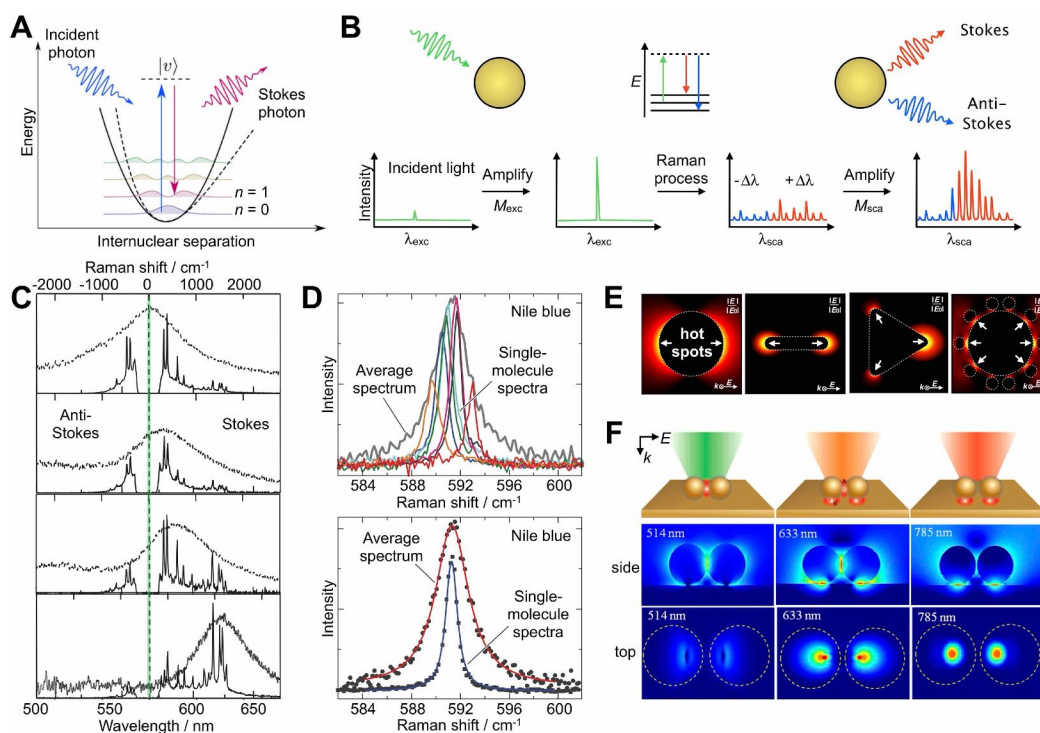 A
Incident
photon
|v⟩
Stokes
photon
Energy
n = 1
n = 0
Internuclear separation
B
E
Stokes
Anti-
Stokes
Intensity
Incident light
λexc
Amplify
Mexc
λexc
Raman
process
-Δλ +Δλ
λsca
Amplify
Msca
λsca
C
Raman shift / cm-1
-2000 -1000 0 1000 2000
Anti-
Stokes
Stokes
500 550 600 650
Wavelength / nm
D
Nile blue
Intensity
Average
spectrum
Single-
molecule
spectra
584 588 592 596 600
Raman shift / cm-1
Nile blue
Intensity
Average
spectrum
Single-
molecule
spectra
584 588 592 596 600
Raman shift / cm-1
E
hot
spots
|E|
|E0|
k E
|E|
|E0|
k E
|E|
|E0|
k E
|E|
|E0|
k E
F
E
k
side
514 nm
633 nm
785 nm
top
514 nm
633 nm
785 nm